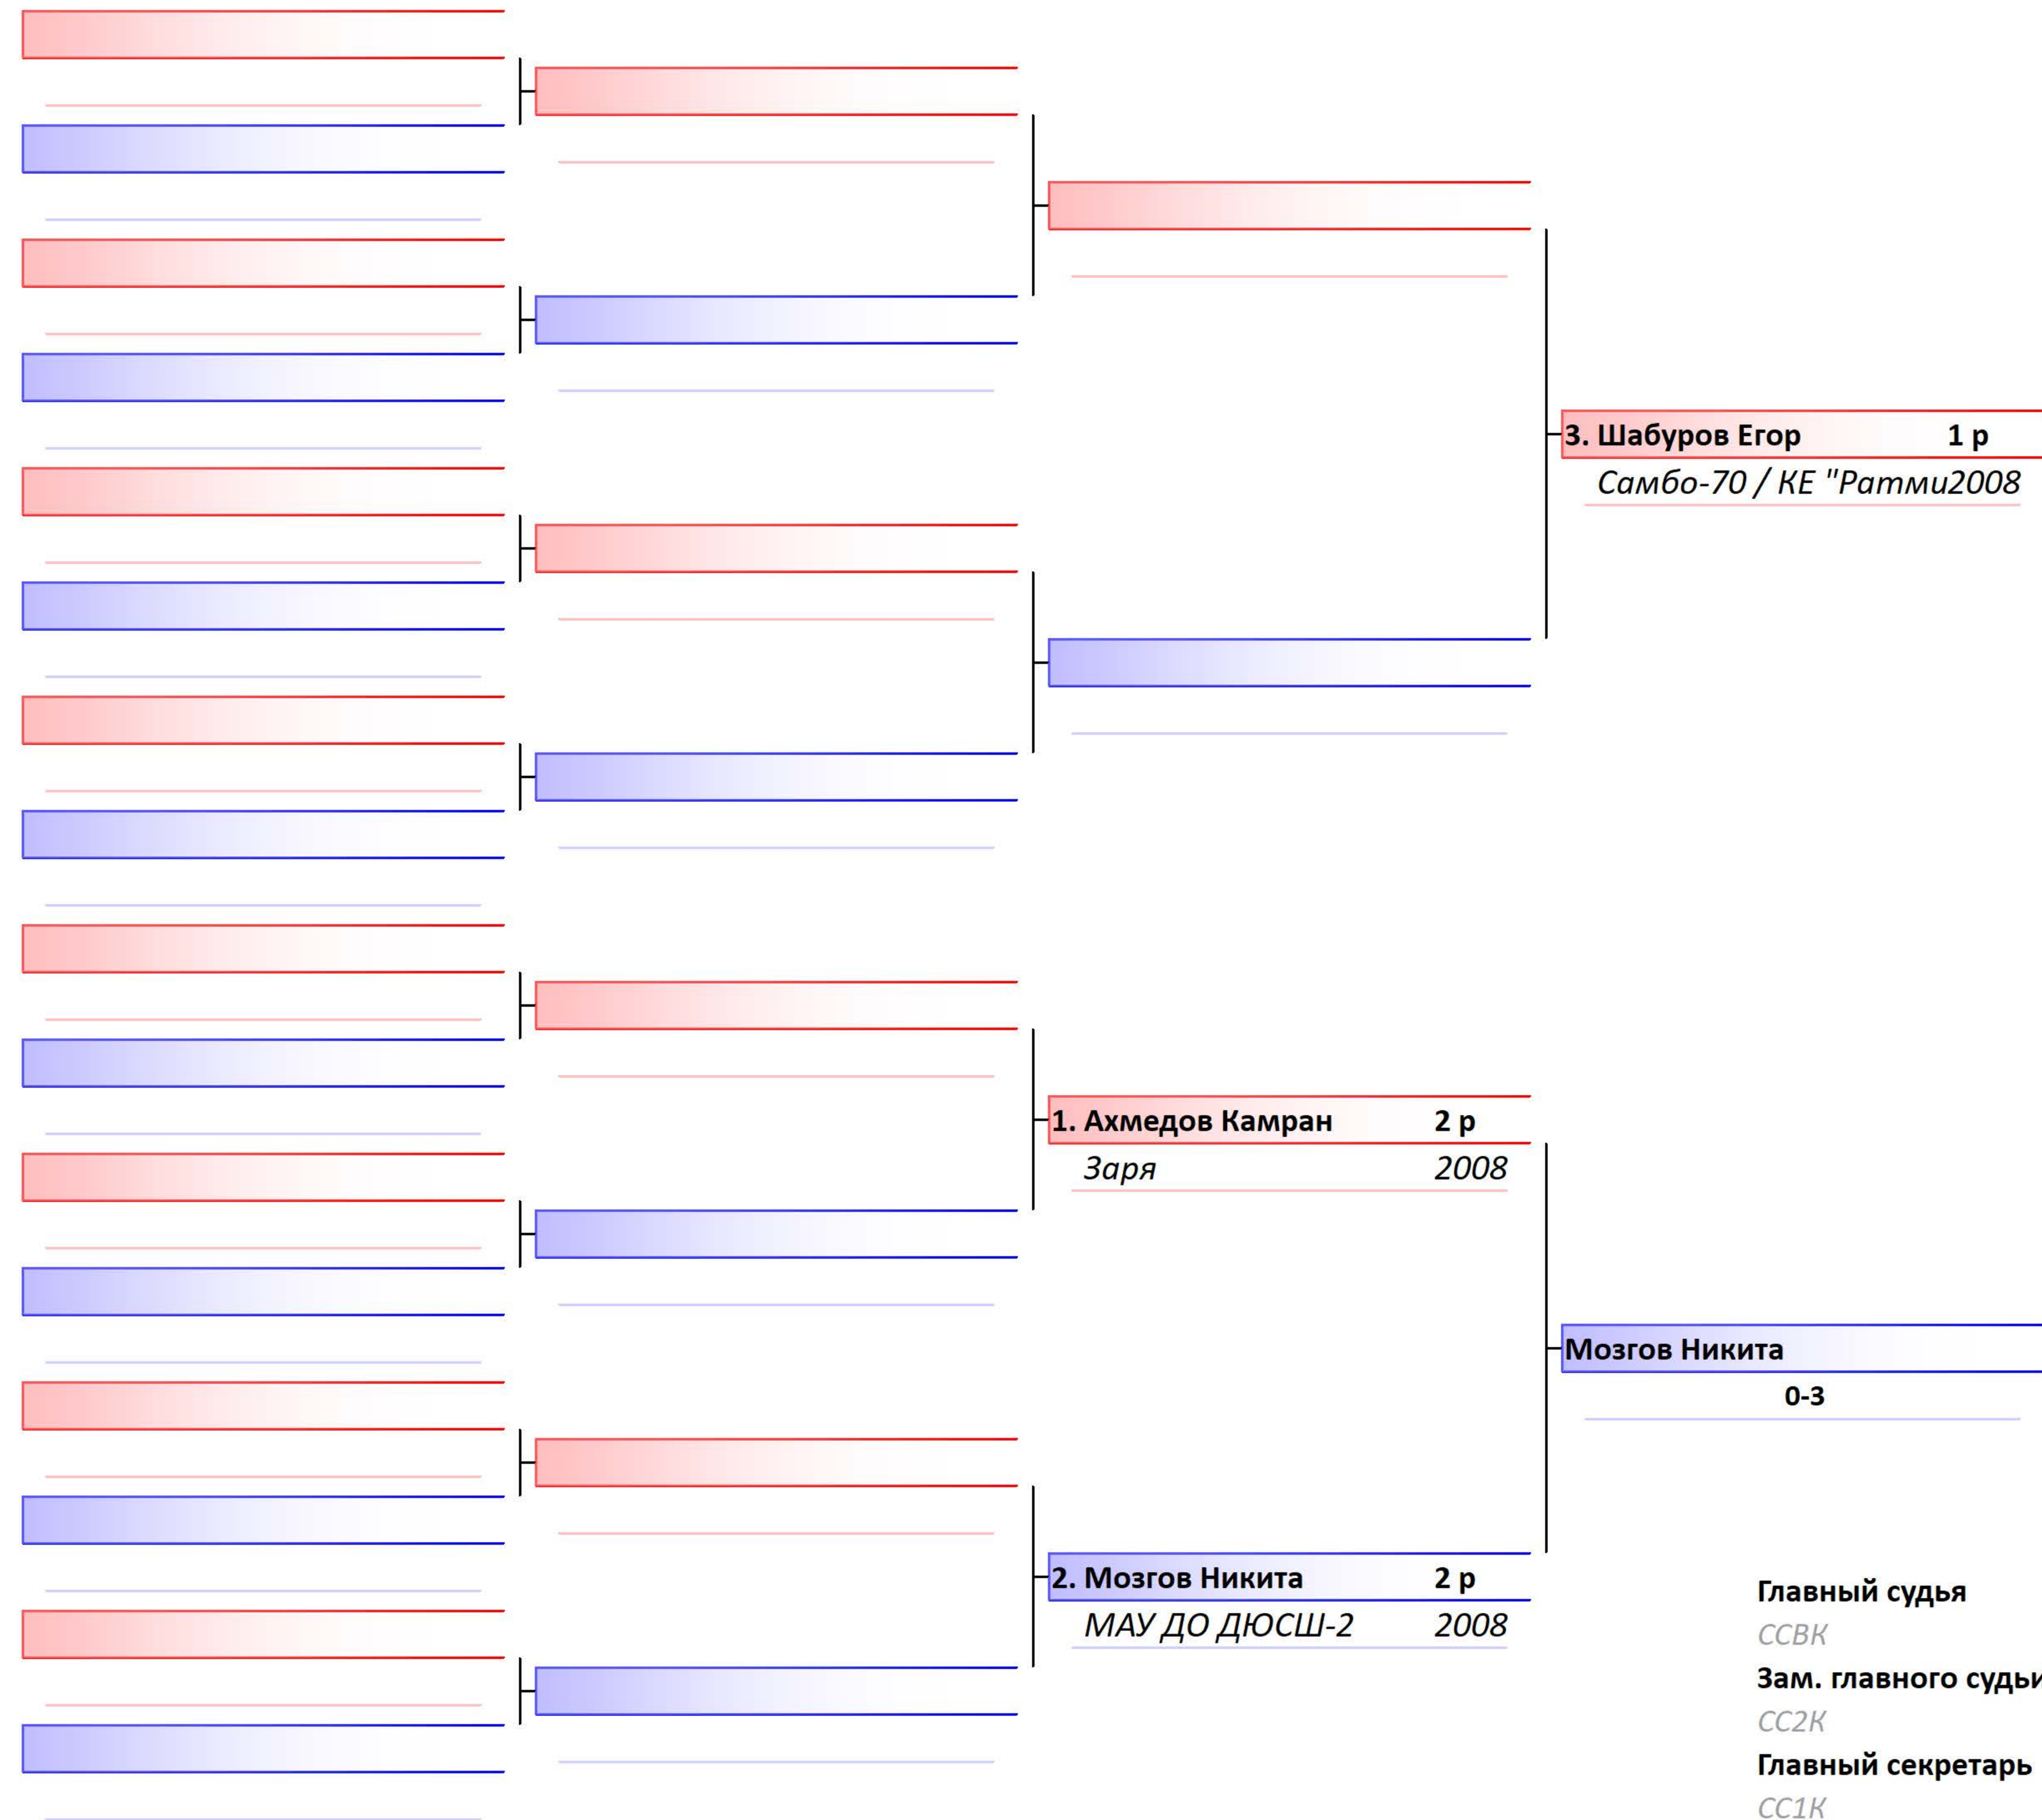 3. Шабуров Егор 1 р
Самбо-70 / КЕ "Ратми2008
1. Ахмедов Камран 2 р
Заря 2008
Мозгов Никита
0-3
2. Мозгов Никита 2 р
МАУ ДО ДЮСШ-2 2008
Главный судья
ССВК
Зам. главного судьи
СС2К
Главный секретарь
СС1К